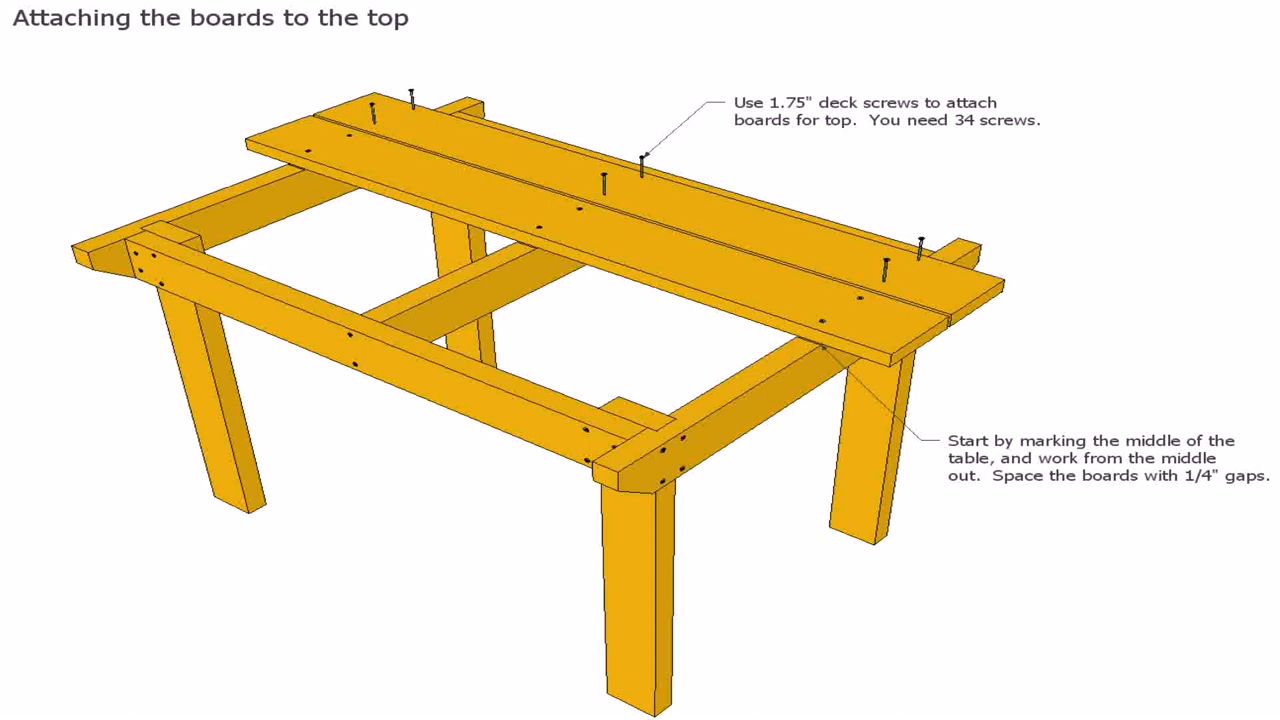 Attaching the boards to the top
Use 1.75" deck screws to attach
boards for top.  You need 34 screws.
Start by marking the middle of the
table, and work from the middle
out.  Space the boards with 1/4" gaps.